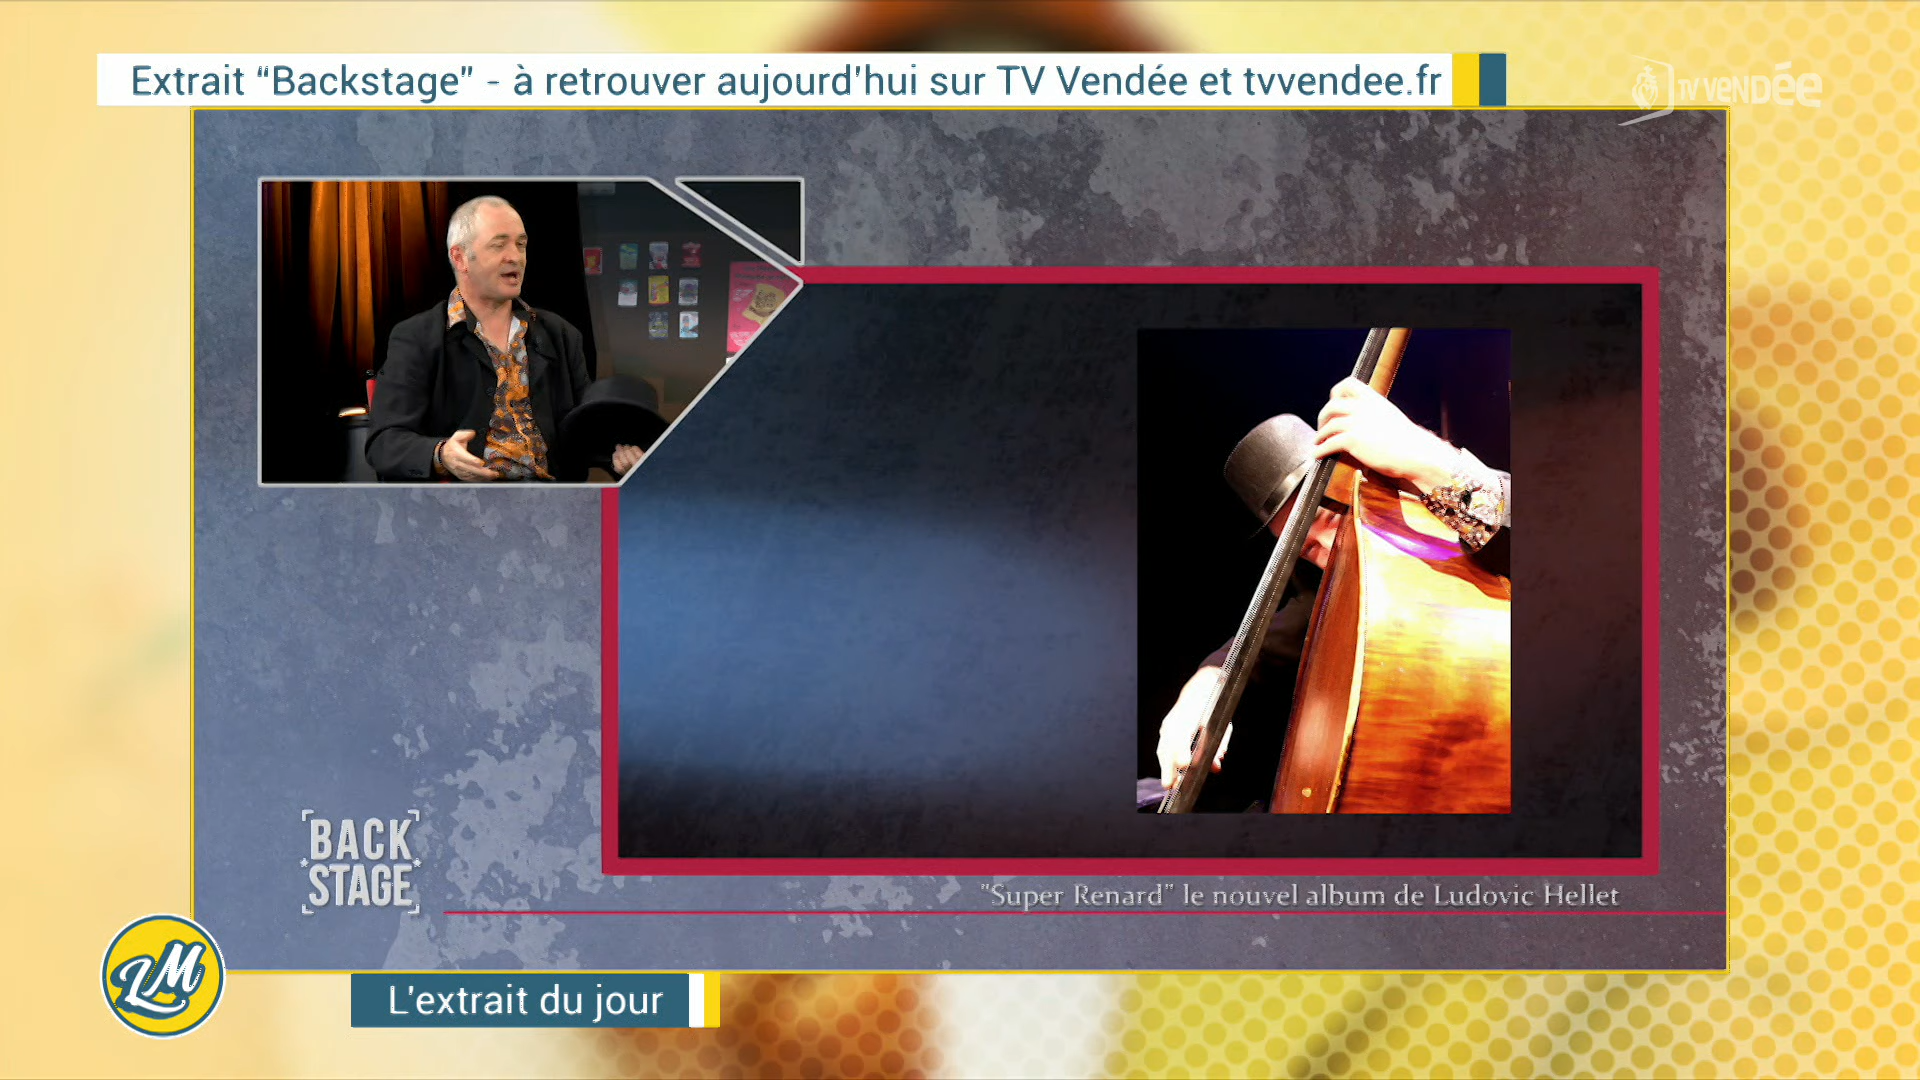 Extrait “Backstage” - à retrouver aujourd'hui sur TV Vendée et tvvendee.fr
TV VENDÉE
BACK
STAGE
"Super Renard" le nouvel album de Ludovic Hellet
LM
L'extrait du jour